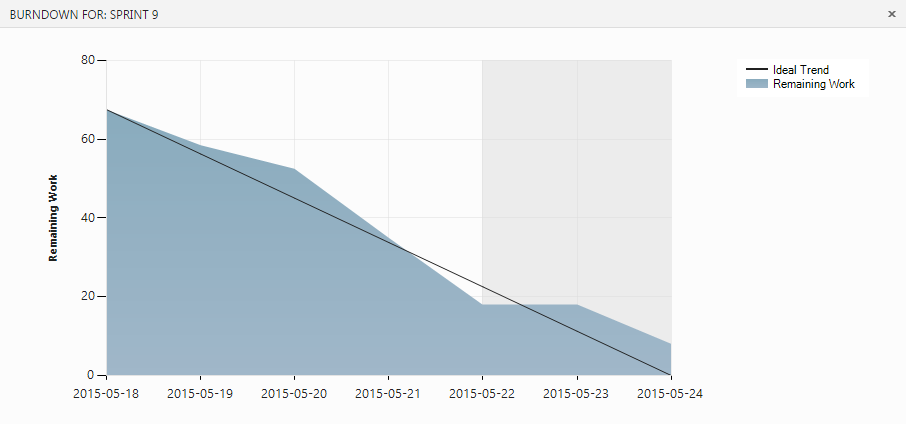 BURNDOWN FOR: SPRINT 9
×
80
60
40
20
0
Remaining Work
2015-05-18 2015-05-19 2015-05-20 2015-05-21 2015-05-22 2015-05-23 2015-05-24
Ideal Trend
Remaining Work